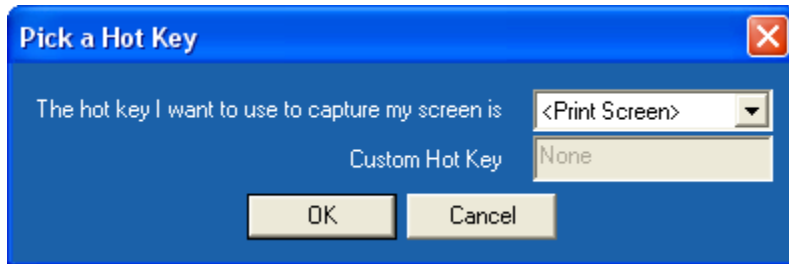 Pick a Hot Key
The hot key I want to use to capture my screen is <Print Screen>
Custom Hot Key None
OK Cancel